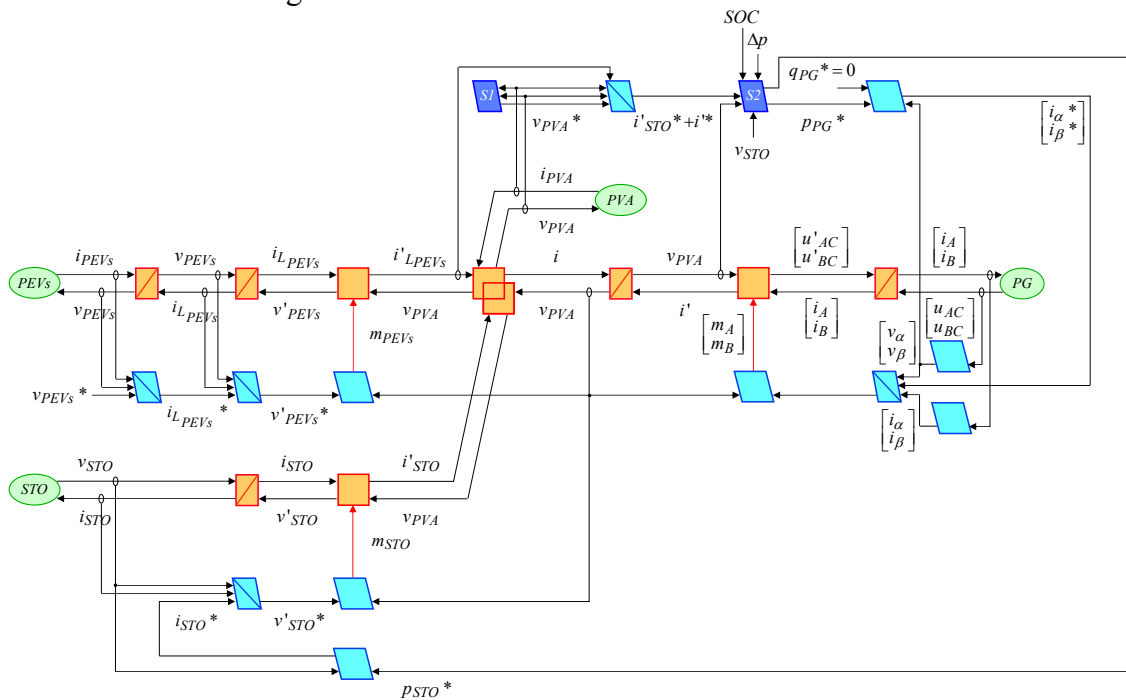 SOC
Δp
q_PG*=0
S1
S2
v_PVA*
i'_STO*+i'*
p_PG*
[i_α*
i_β*]
v_STO
i_PVA
PVA
v_PVA
i_PEVs
v_PEVs
i_L_PEVs
i'_L_PEVs
i
v_PVA
[u'_AC
u'_BC]
[i_A
i_B]
PEVs
PG
v_PEVs
i_L_PEVs
v'_PEVs
v_PVA
v_PVA
i'
[i_A
i_B]
[u_AC
u_BC]
m_PEVs
[m_A
m_B]
[v_α
v_β]
v_PEVs*
i_L_PEVs*
v'_PEVs*
[i_α
i_β]
v_STO
i_STO
i'_STO
STO
i_STO
v'_STO
v_PVA
m_STO
i_STO*
v'_STO*
p_STO*